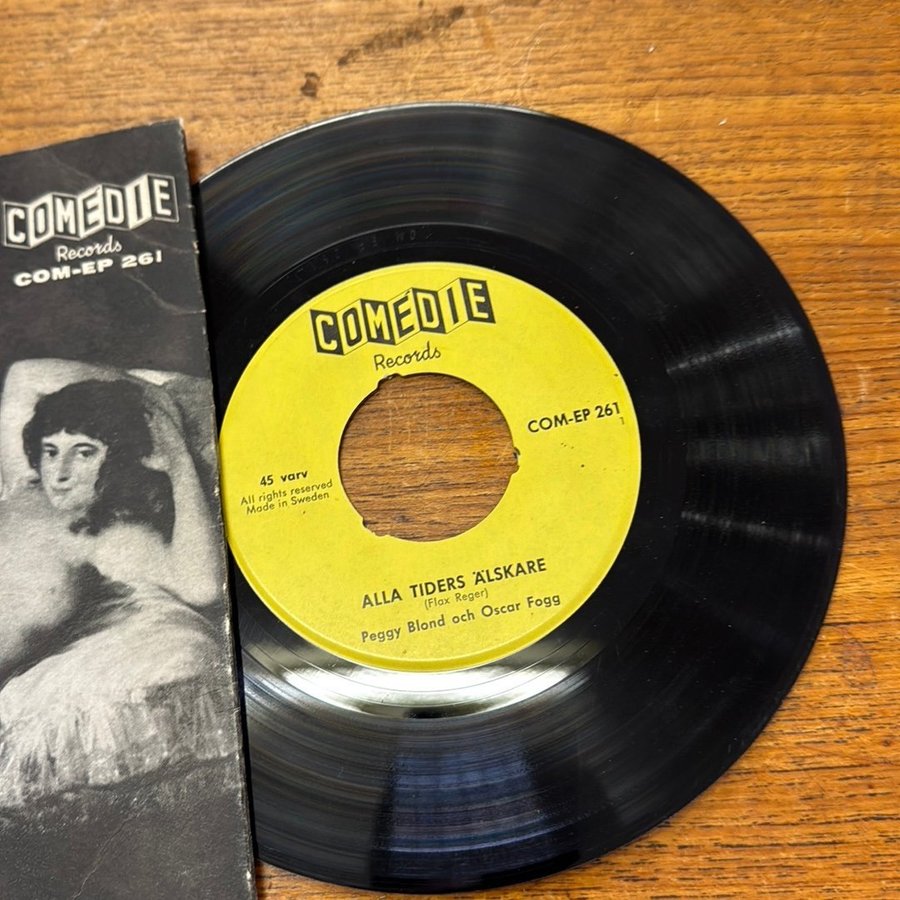 COMEDIE
Records
COM-EP 261
COMEDIE
Records
COM-EP 261
1
45 varv
All rights reserved
Made in Sweden
ALLA TIDERS ÄLSKARE
(Flax Reger)
Peggy Blond och Oscar Fogg